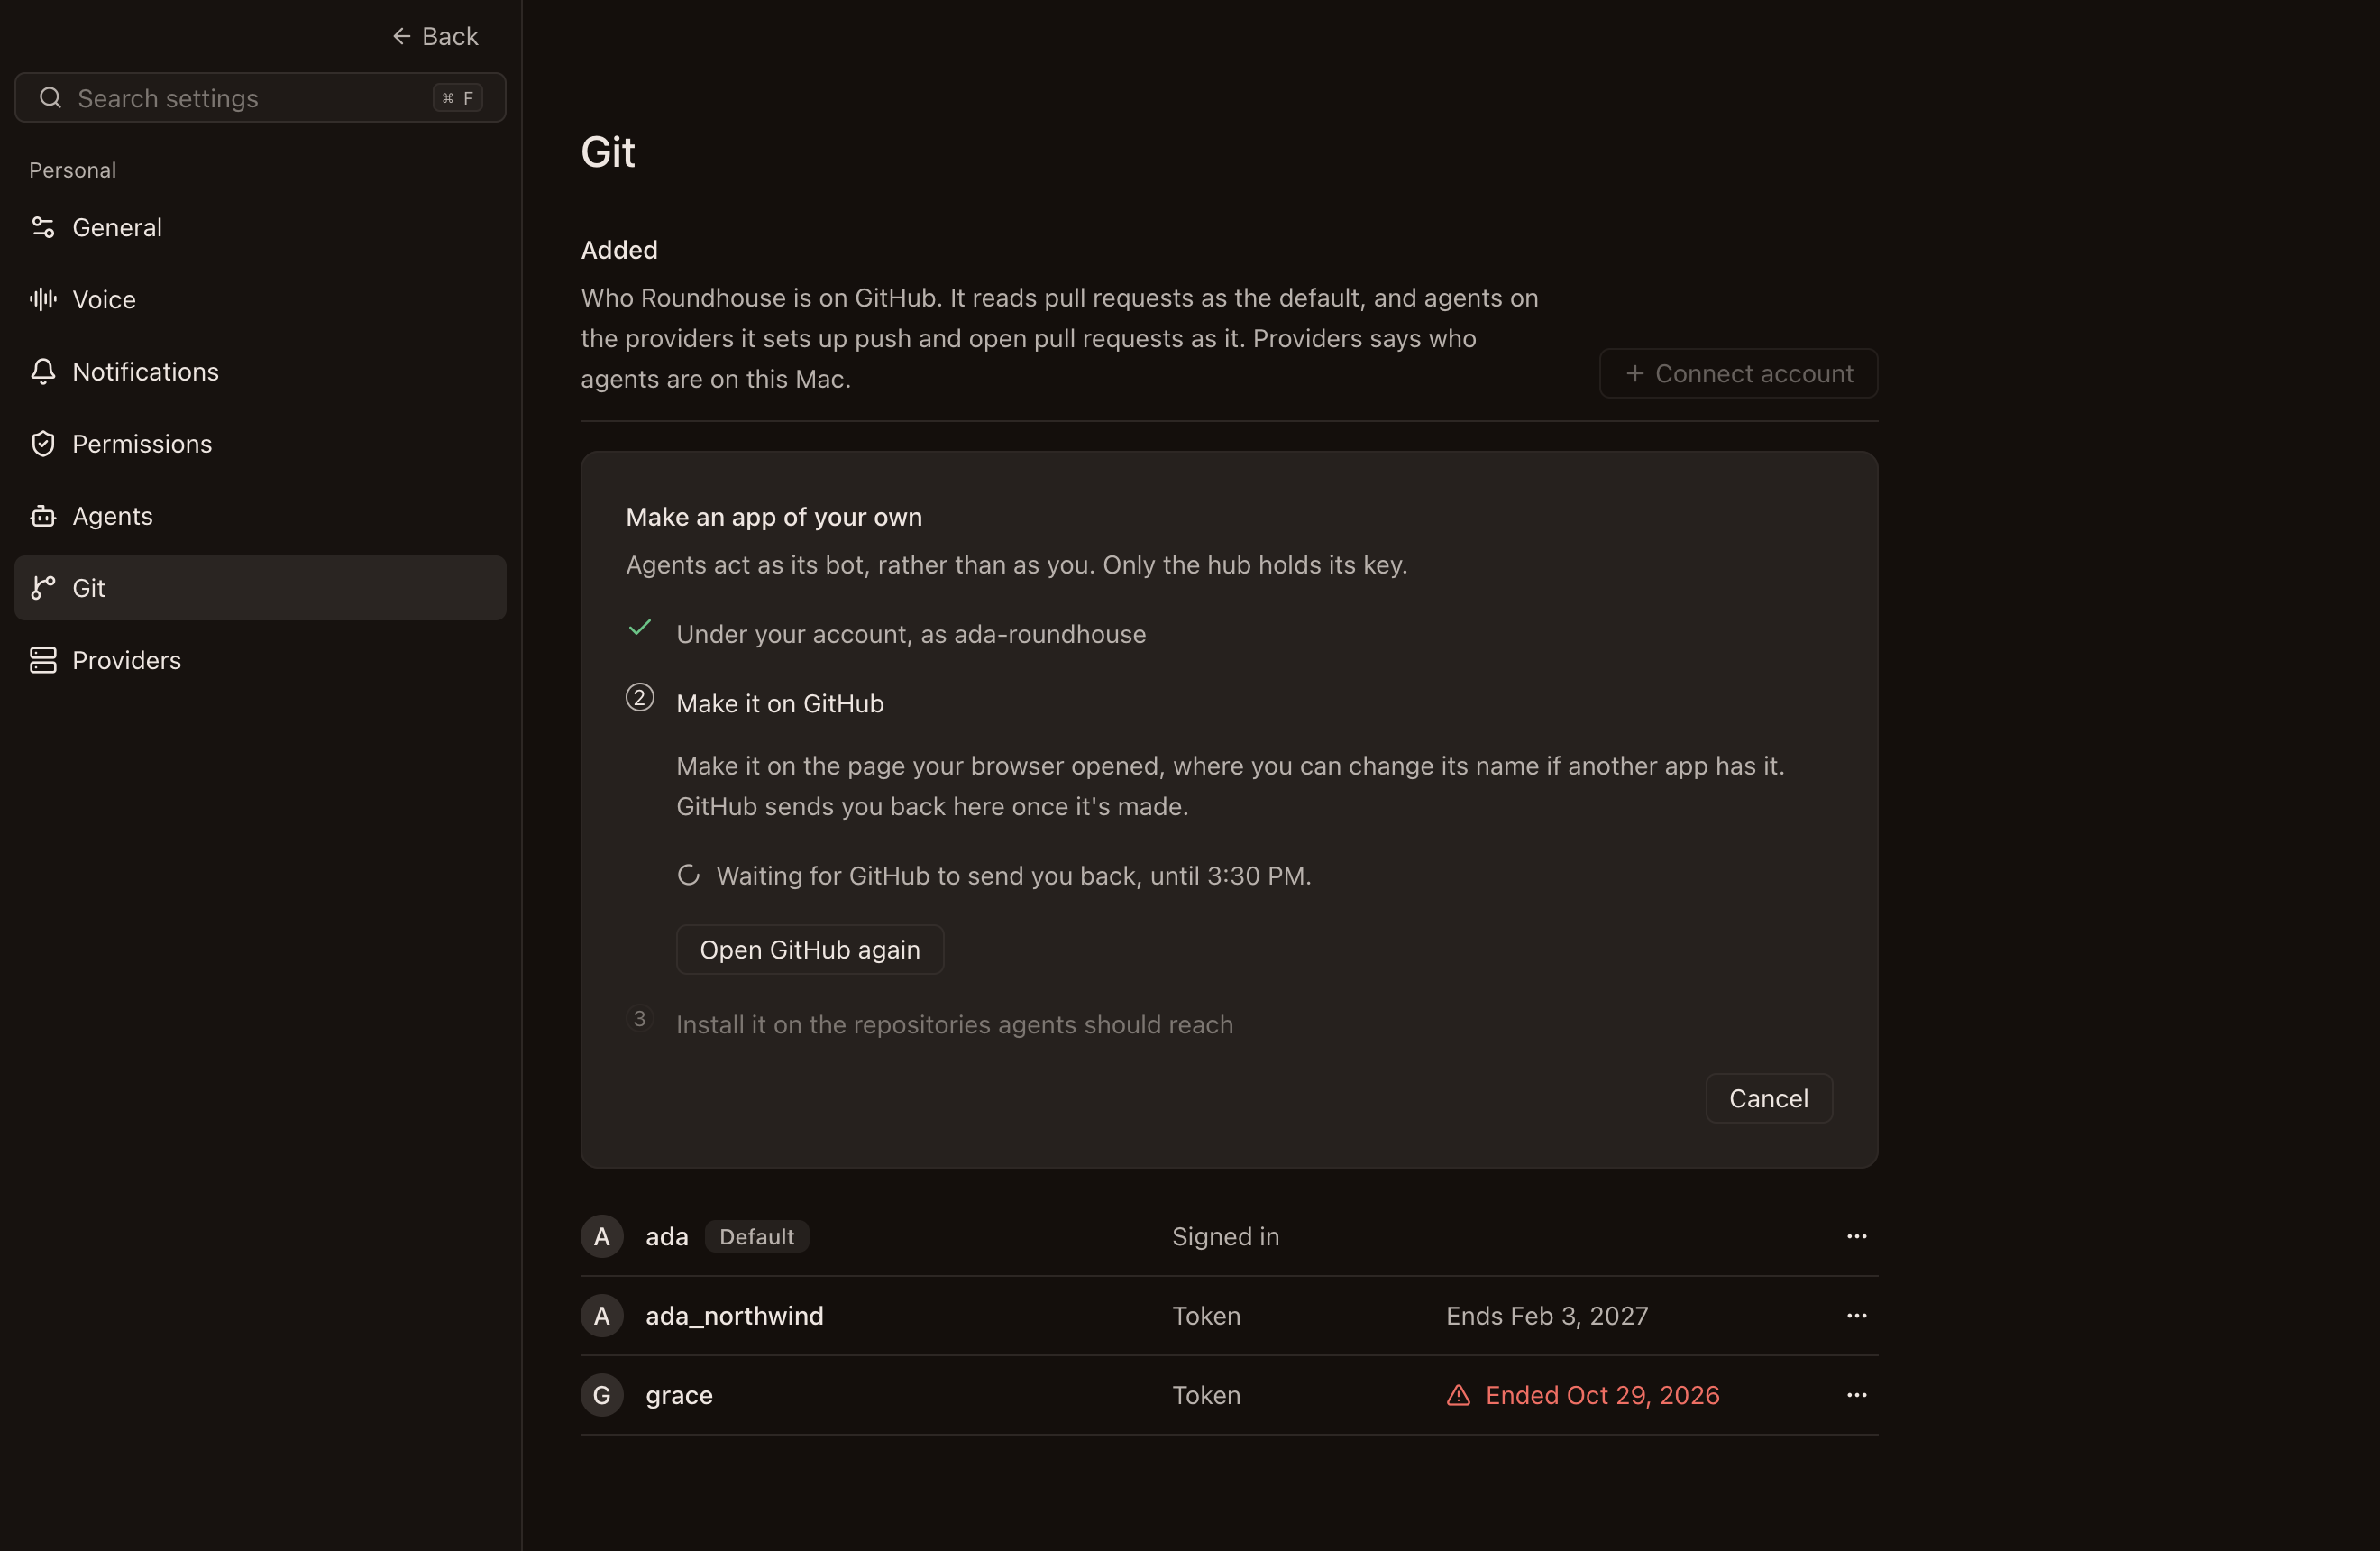 Back
Search settings
⌘ F
Personal
General
Voice
Notifications
Permissions
Agents
Git
Providers
Git
Added
Who Roundhouse is on GitHub. It reads pull requests as the default, and agents on
the providers it sets up push and open pull requests as it. Providers says who
agents are on this Mac.
+ Connect account
Make an app of your own
Agents act as its bot, rather than as you. Only the hub holds its key.
Under your account, as ada-roundhouse
2 Make it on GitHub
Make it on the page your browser opened, where you can change its name if another app has it.
GitHub sends you back here once it's made.
Waiting for GitHub to send you back, until 3:30 PM.
Open GitHub again
3 Install it on the repositories agents should reach
Cancel
A ada Default Signed in
A ada_northwind Token Ends Feb 3, 2027
G grace Token Ended Oct 29, 2026